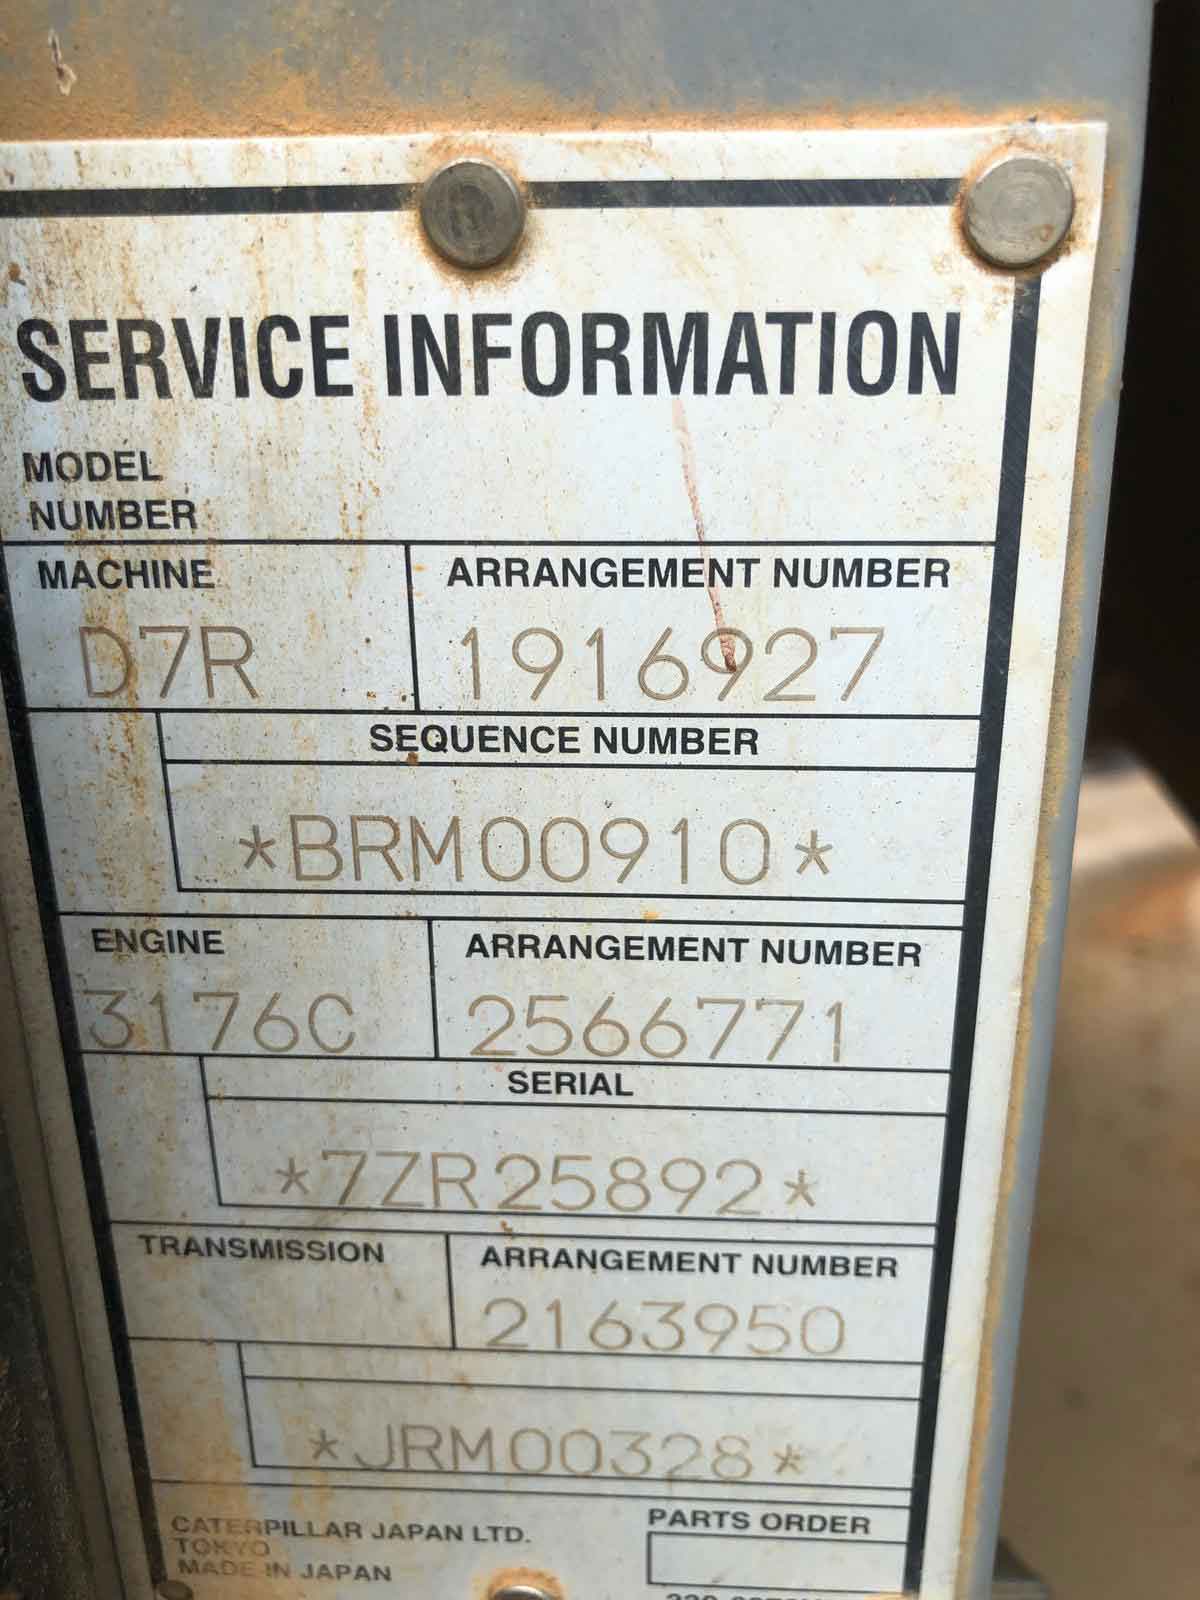 SERVICE INFORMATION
MODEL
NUMBER
MACHINE ARRANGEMENT NUMBER
D7R 1916927
SEQUENCE NUMBER
*BRM00910*
ENGINE ARRANGEMENT NUMBER
3176C 2566771
SERIAL
*7ZR25892*
TRANSMISSION ARRANGEMENT NUMBER
2163950
*JRM00328*
CATERPILLAR JAPAN LTD. PARTS ORDER
TOKYO
MADE IN JAPAN